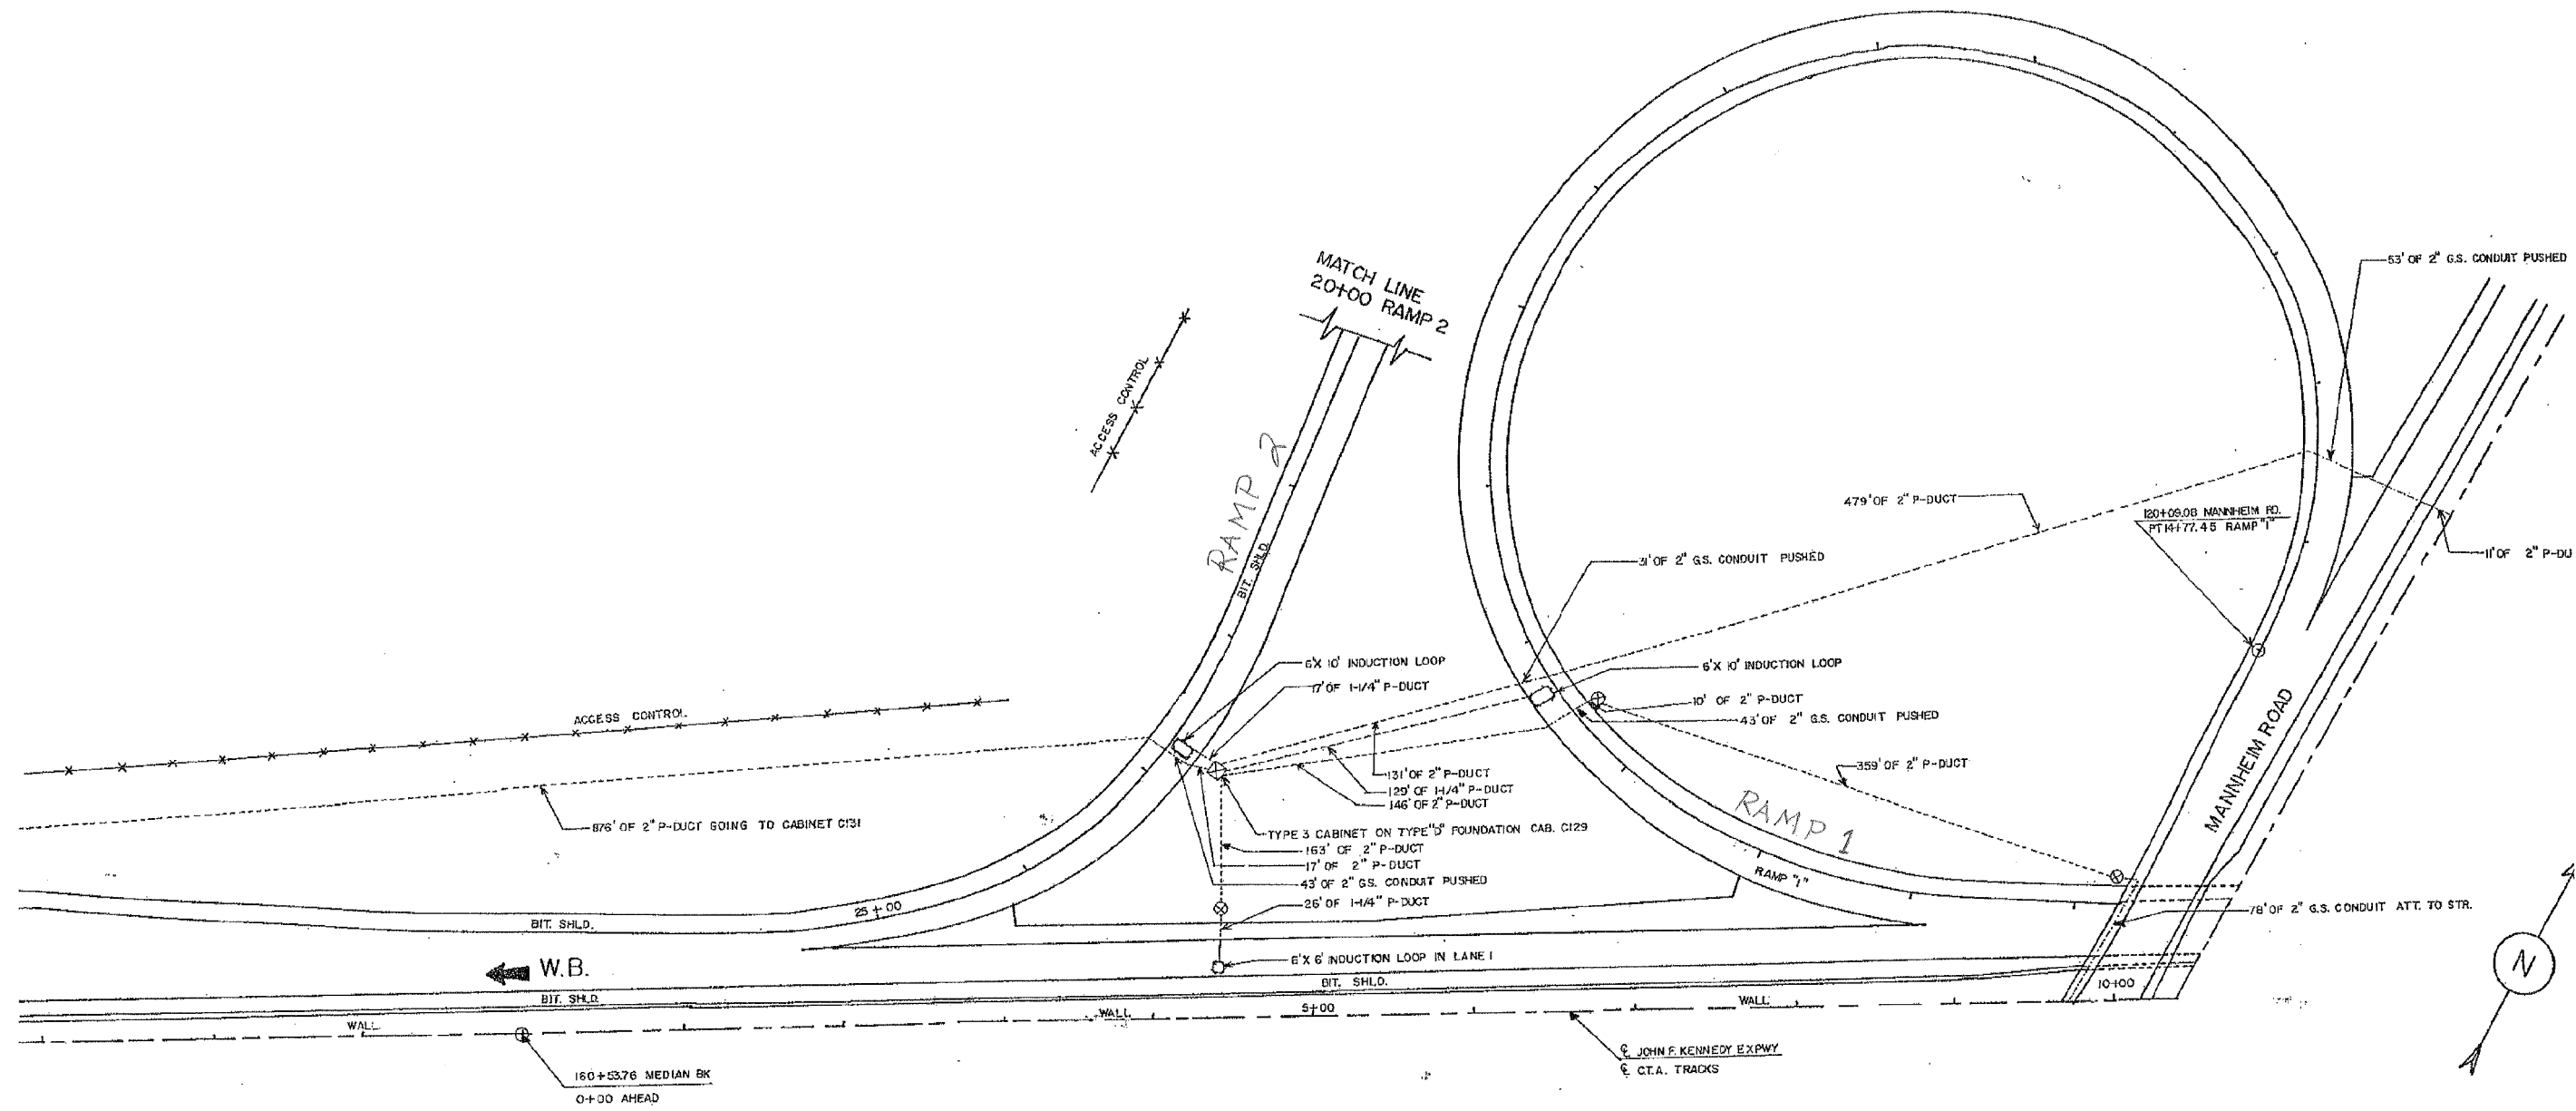 53' OF 2" G.S. CONDUIT PUSHED
MATCH LINE
20+00 RAMP 2
ACCESS CONTROL
RAMP 2
BIT. SHLD.
479' OF 2" P-DUCT
120+09.08 MANNHEIM RD.
PT 14+77.45 RAMP "1"
11' OF 2" P-DU
31' OF 2" G.S. CONDUIT PUSHED
6'X 10' INDUCTION LOOP
17' OF 1-1/4" P-DUCT
6'X 10' INDUCTION LOOP
10' OF 2" P-DUCT
43' OF 2" G.S. CONDUIT PUSHED
ACCESS CONTROL
131' OF 2" P-DUCT
129' OF 1-1/4" P-DUCT
146' OF 2" P-DUCT
359' OF 2" P-DUCT
MANNHEIM ROAD
876' OF 2" P-DUCT GOING TO CABINET C131
TYPE 3 CABINET ON TYPE "D" FOUNDATION CAB. C129
163' OF 2" P-DUCT
17' OF 2" P-DUCT
43' OF 2" G.S. CONDUIT PUSHED
26' OF 1-1/4" P-DUCT
RAMP 1
RAMP "1"
25+00
BIT. SHLD.
78' OF 2" G.S. CONDUIT ATT. TO STR.
W.B.
6'X 6' INDUCTION LOOP IN LANE 1
BIT. SHLD.
BIT. SHLD.
10+00
N
WALL
WALL
5+00
WALL
℄ JOHN F. KENNEDY EXPWY
℄ C.T.A. TRACKS
160+53.76 MEDIAN BK
0+00 AHEAD